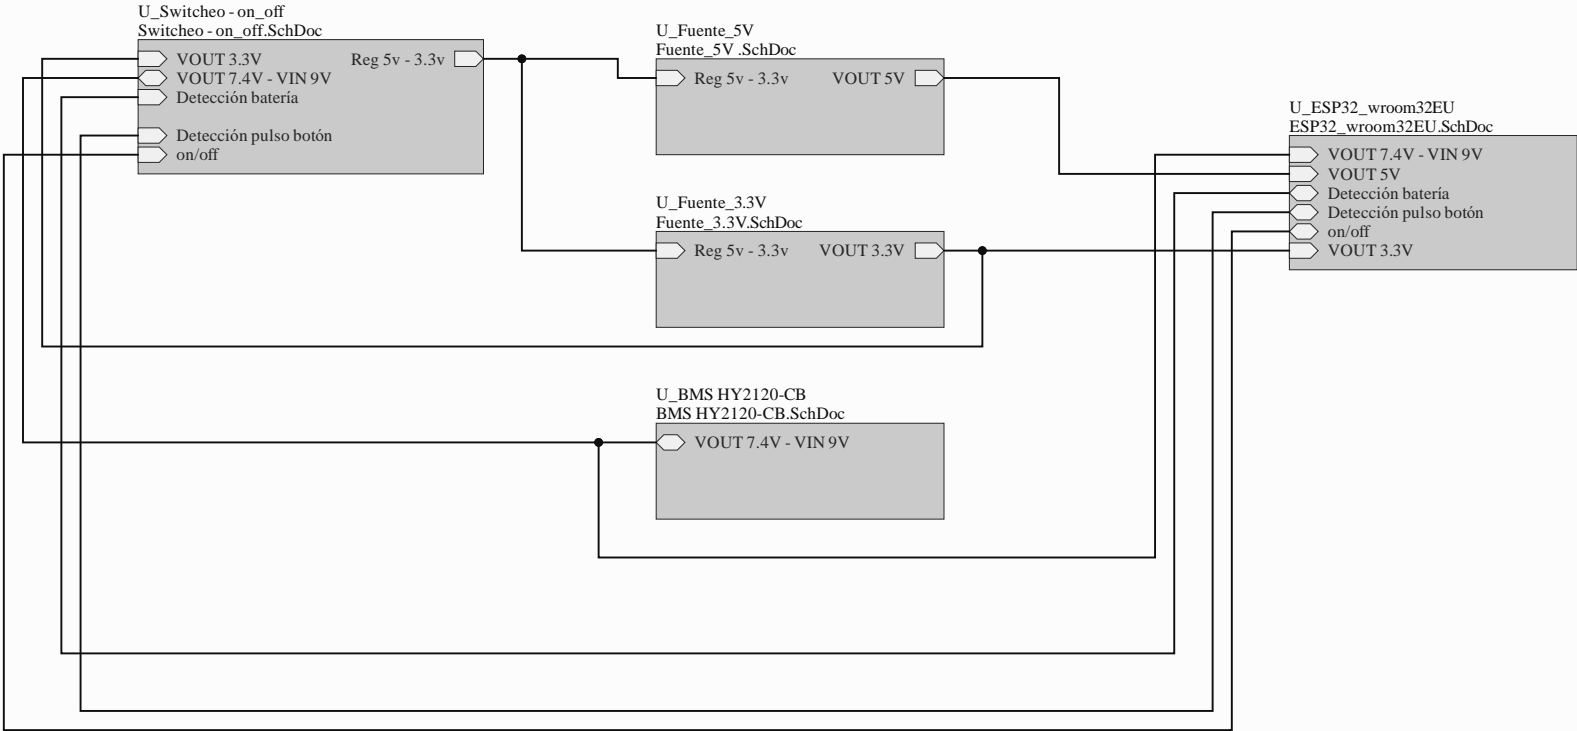 U_Switcheo - on_off
Switcheo - on_off.SchDoc
VOUT 3.3V
Reg 5v - 3.3v
VOUT 7.4V - VIN 9V
Detección batería
Detección pulso botón
on/off
U_Fuente_5V
Fuente_5V .SchDoc
Reg 5v - 3.3v
VOUT 5V
U_Fuente_3.3V
Fuente_3.3V.SchDoc
Reg 5v - 3.3v
VOUT 3.3V
U_BMS HY2120-CB
BMS HY2120-CB.SchDoc
VOUT 7.4V - VIN 9V
U_ESP32_wroom32EU
ESP32_wroom32EU.SchDoc
VOUT 7.4V - VIN 9V
VOUT 5V
Detección batería
Detección pulso botón
on/off
VOUT 3.3V